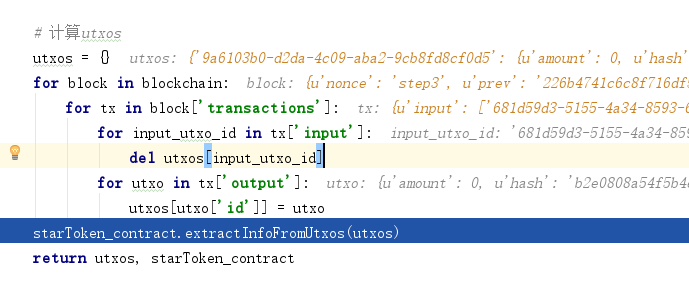 # 计算utxos
utxos = {} utxos: {'9a6103b0-d2da-4c09-aba2-9cb8fd8cf0d5': {u'amount': 0, u'hash'
for block in blockchain: block: {u'nonce': 'step3', u'prev': '226b4741c6c8f716df
for tx in block['transactions']: tx: {u'input': ['681d59d3-5155-4a34-8593-
for input_utxo_id in tx['input']: input_utxo_id: '681d59d3-5155-4a34-859
del utxos[input_utxo_id]
for utxo in tx['output']: utxo: {u'amount': 0, u'hash': 'b2e0808a54f5b4
utxos[utxo['id']] = utxo
starToken_contract.extractInfoFromUtxos(utxos)
return utxos, starToken_contract